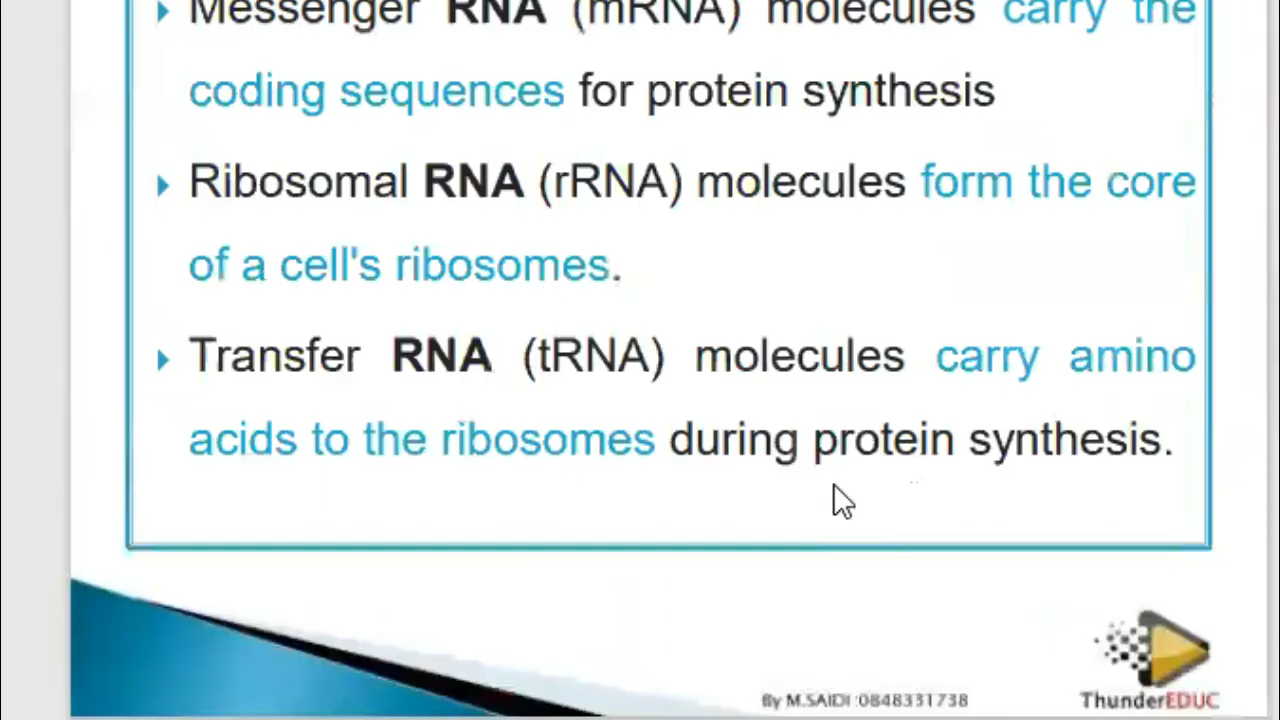 Messenger RNA (mRNA) molecules carry the
coding sequences for protein synthesis
Ribosomal RNA (rRNA) molecules form the core
of a cell's ribosomes.
Transfer RNA (tRNA) molecules carry amino
acids to the ribosomes during protein synthesis.
By M.SAIDI :0848331738
ThunderEDUC